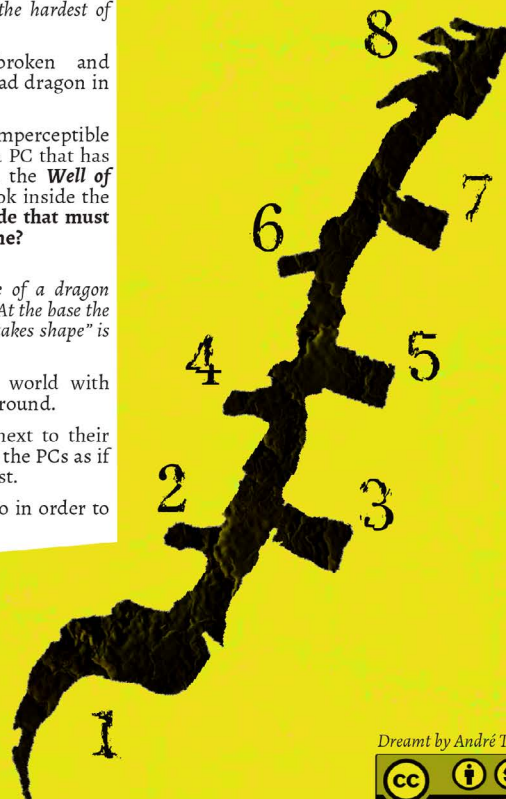 the hardest of
broken and
ad dragon in
mperceptible
PC that has
the Well of
ok inside the
de that must
ne?
e of a dragon
At the base the
takes shape" is
world with
round.
next to their
the PCs as if
st.
o in order to
8
7
6
5
4
3
2
1
Dreamt by André T
cc